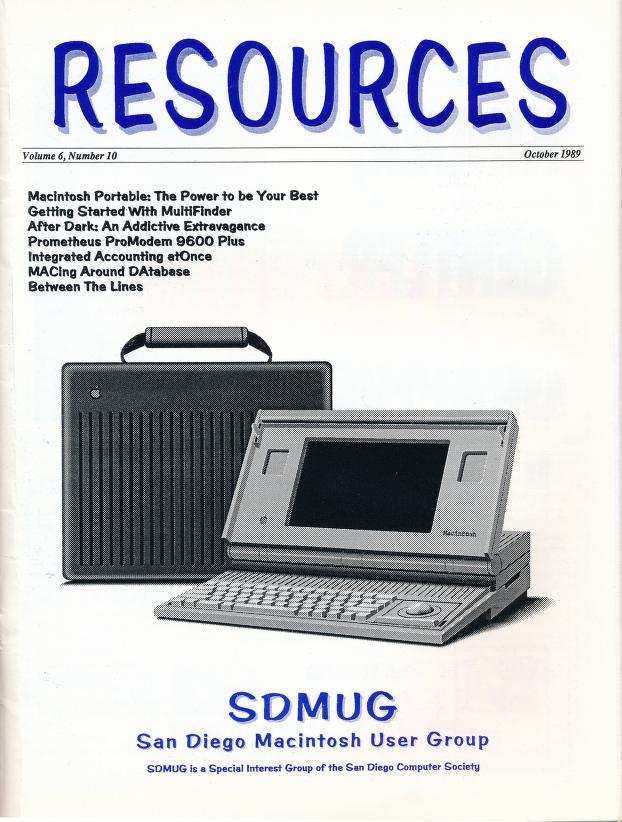 RESOURCES
Volume 6, Number 10
October 1989
Macintosh Portable: The Power to be Your Best
Getting Started With MultiFinder
After Dark: An Addictive Extravagance
Prometheus ProModem 9600 Plus
Integrated Accounting atOnce
MACing Around DAtabase
Between The Lines
Macintosh
SDMUG
San Diego Macintosh User Group
SDMUG is a Special Interest Group of the San Diego Computer Society